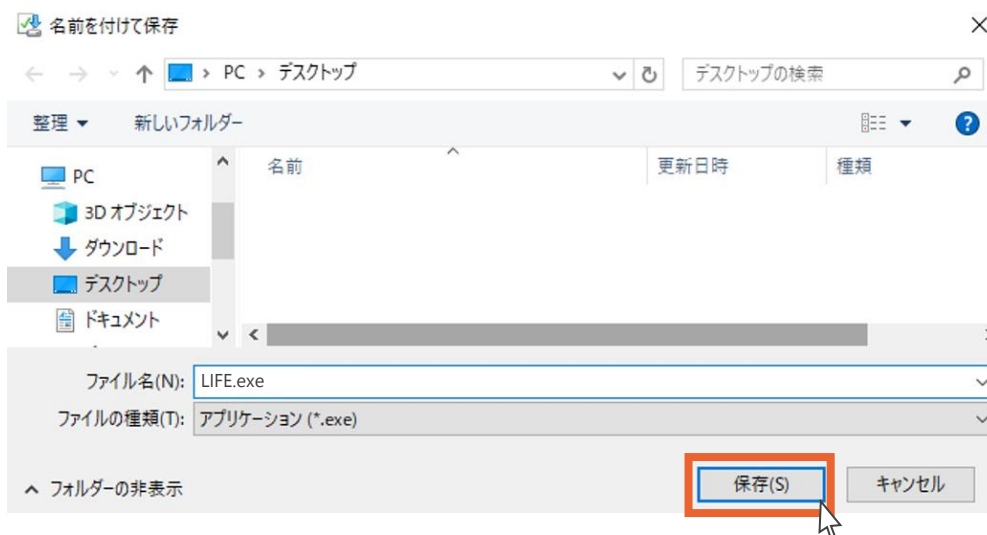 名前を付けて保存
PC › デスクトップ
デスクトップの検索
整理
新しいフォルダー
名前
更新日時
種類
PC
3D オブジェクト
ダウンロード
デスクトップ
ドキュメント
ファイル名(N): LIFE.exe
ファイルの種類(T): アプリケーション (*.exe)
フォルダーの非表示
保存(S)
キャンセル